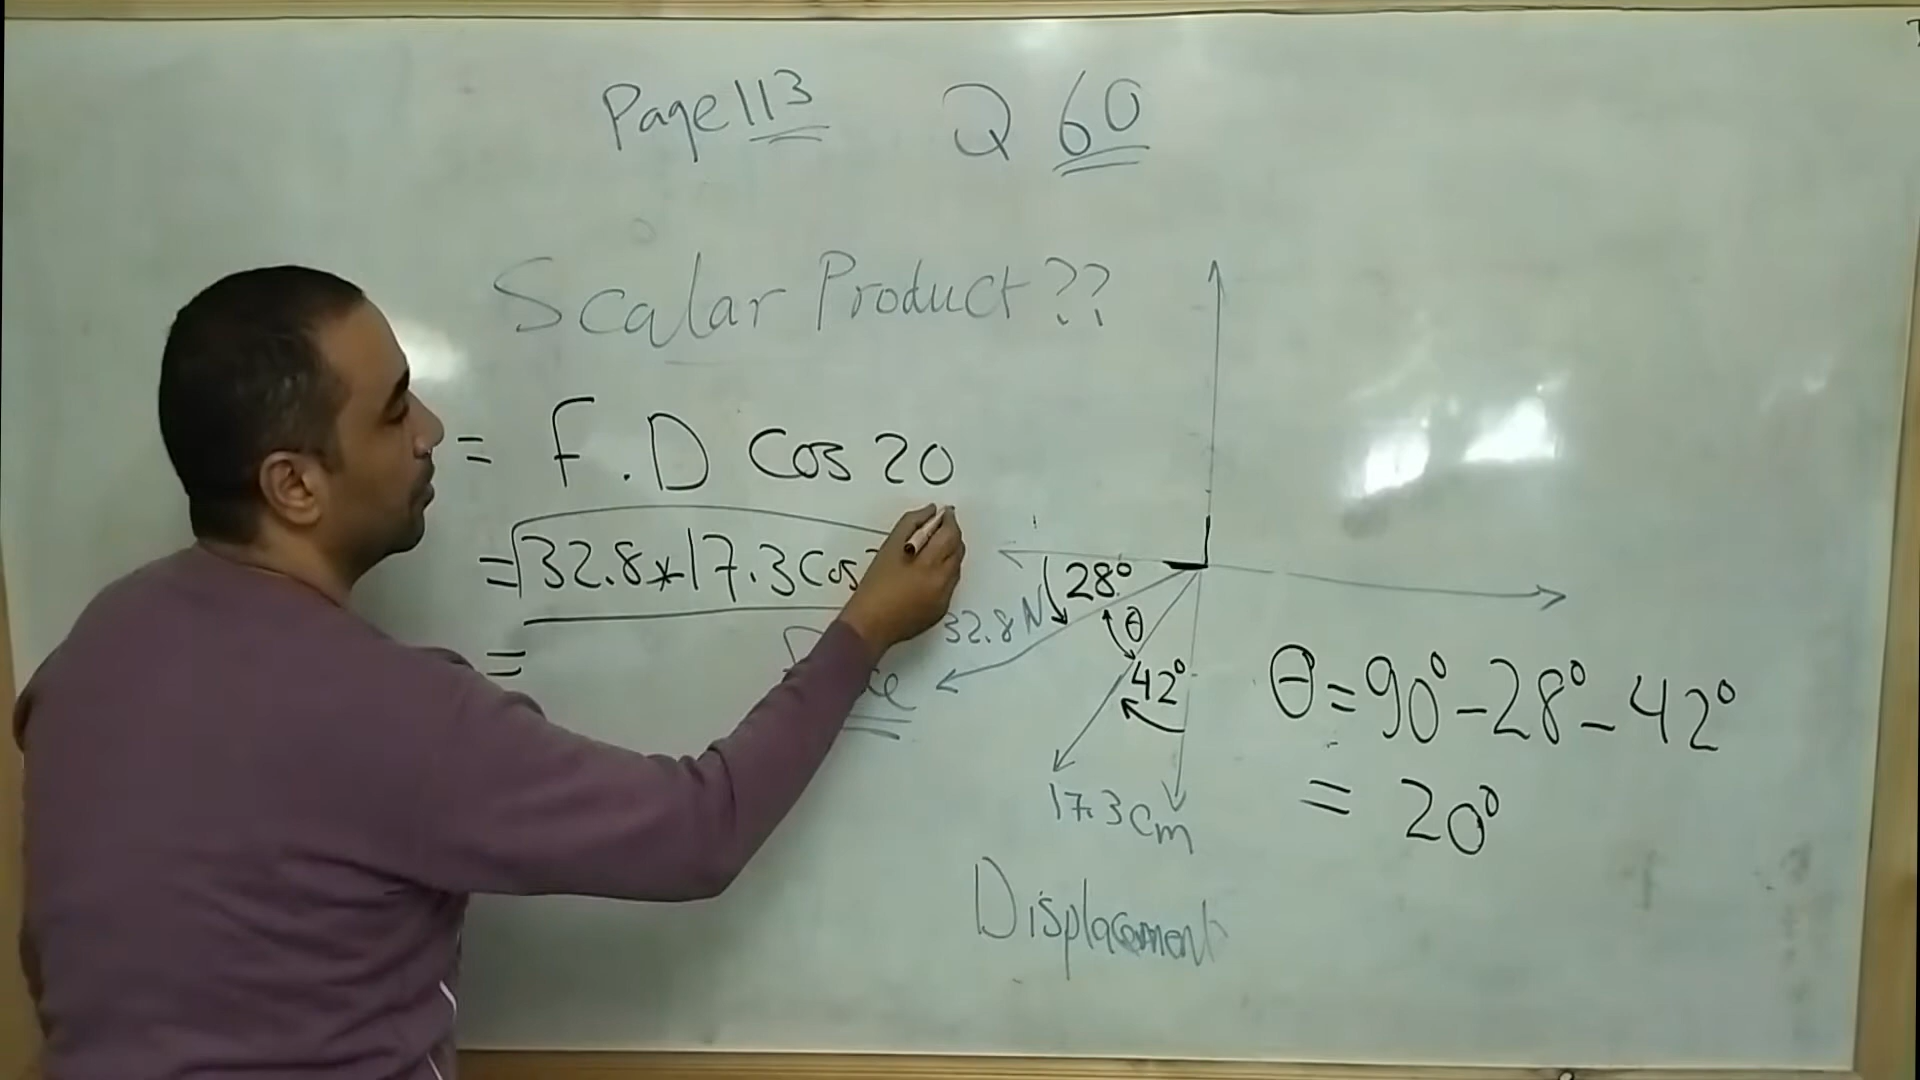 Page 113 Q 60
Scalar Product ??
= F . D Cos 20
= 32.8 * 17.3 Cos
=
28°
32.8 N
θ
42°
17.3 cm
Displacement
θ = 90° - 28° - 42°
= 20°